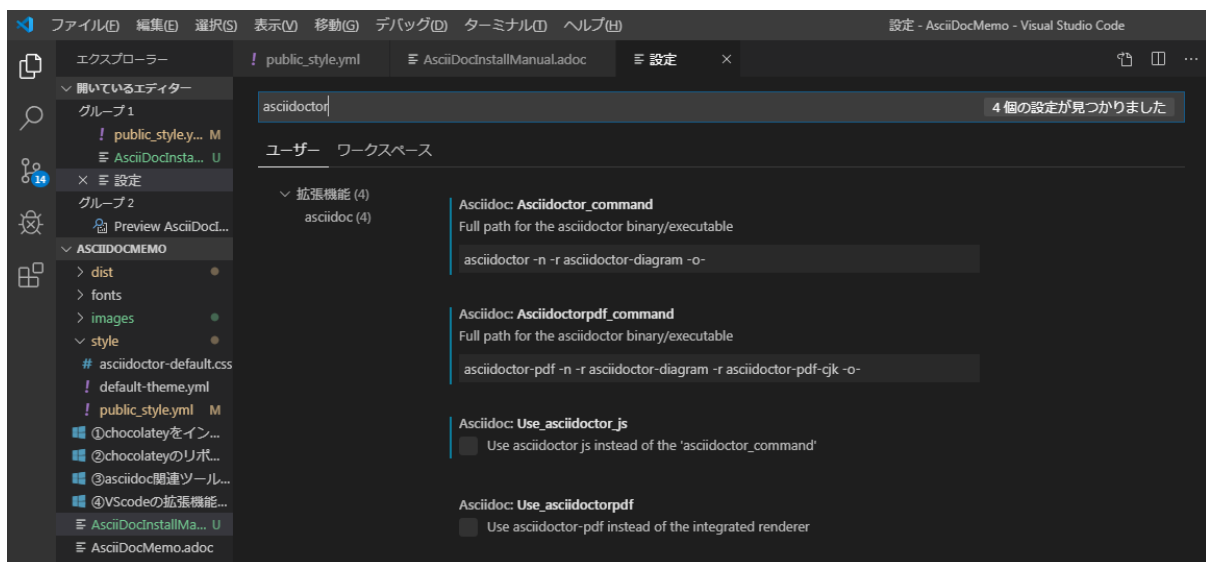 ファイル(F) 編集(E) 選択(S) 表示(V) 移動(G) デバッグ(D) ターミナル(T) ヘルプ(H) 設定 - AsciiDocMemo - Visual Studio Code
エクスプローラー
! public_style.yml AsciiDocInstallManual.adoc 設定 ×
開いているエディター
グループ 1
! public_style.y... M
AsciiDocInsta... U
× 設定
グループ 2
Preview AsciiDocI...
ASCIIDOCMEMO
dist
fonts
images
style
# asciidoctor-default.css
! default-theme.yml
! public_style.yml M
①chocolateyをイン...
②chocolateyのリポ...
③asciidoc関連ツール...
④VScodeの拡張機能...
AsciiDocInstallMa... U
AsciiDocMemo.adoc
14
asciidoctor 4 個の設定が見つかりました
ユーザー ワークスペース
拡張機能 (4)
asciidoc (4)
Asciidoc: Asciidoctor_command
Full path for the asciidoctor binary/executable
asciidoctor -n -r asciidoctor-diagram -o-
Asciidoc: Asciidoctorpdf_command
Full path for the asciidoctor binary/executable
asciidoctor-pdf -n -r asciidoctor-diagram -r asciidoctor-pdf-cjk -o-
Asciidoc: Use_asciidoctor_js
Use asciidoctor js instead of the 'asciidoctor_command'
Asciidoc: Use_asciidoctorpdf
Use asciidoctor-pdf instead of the integrated renderer